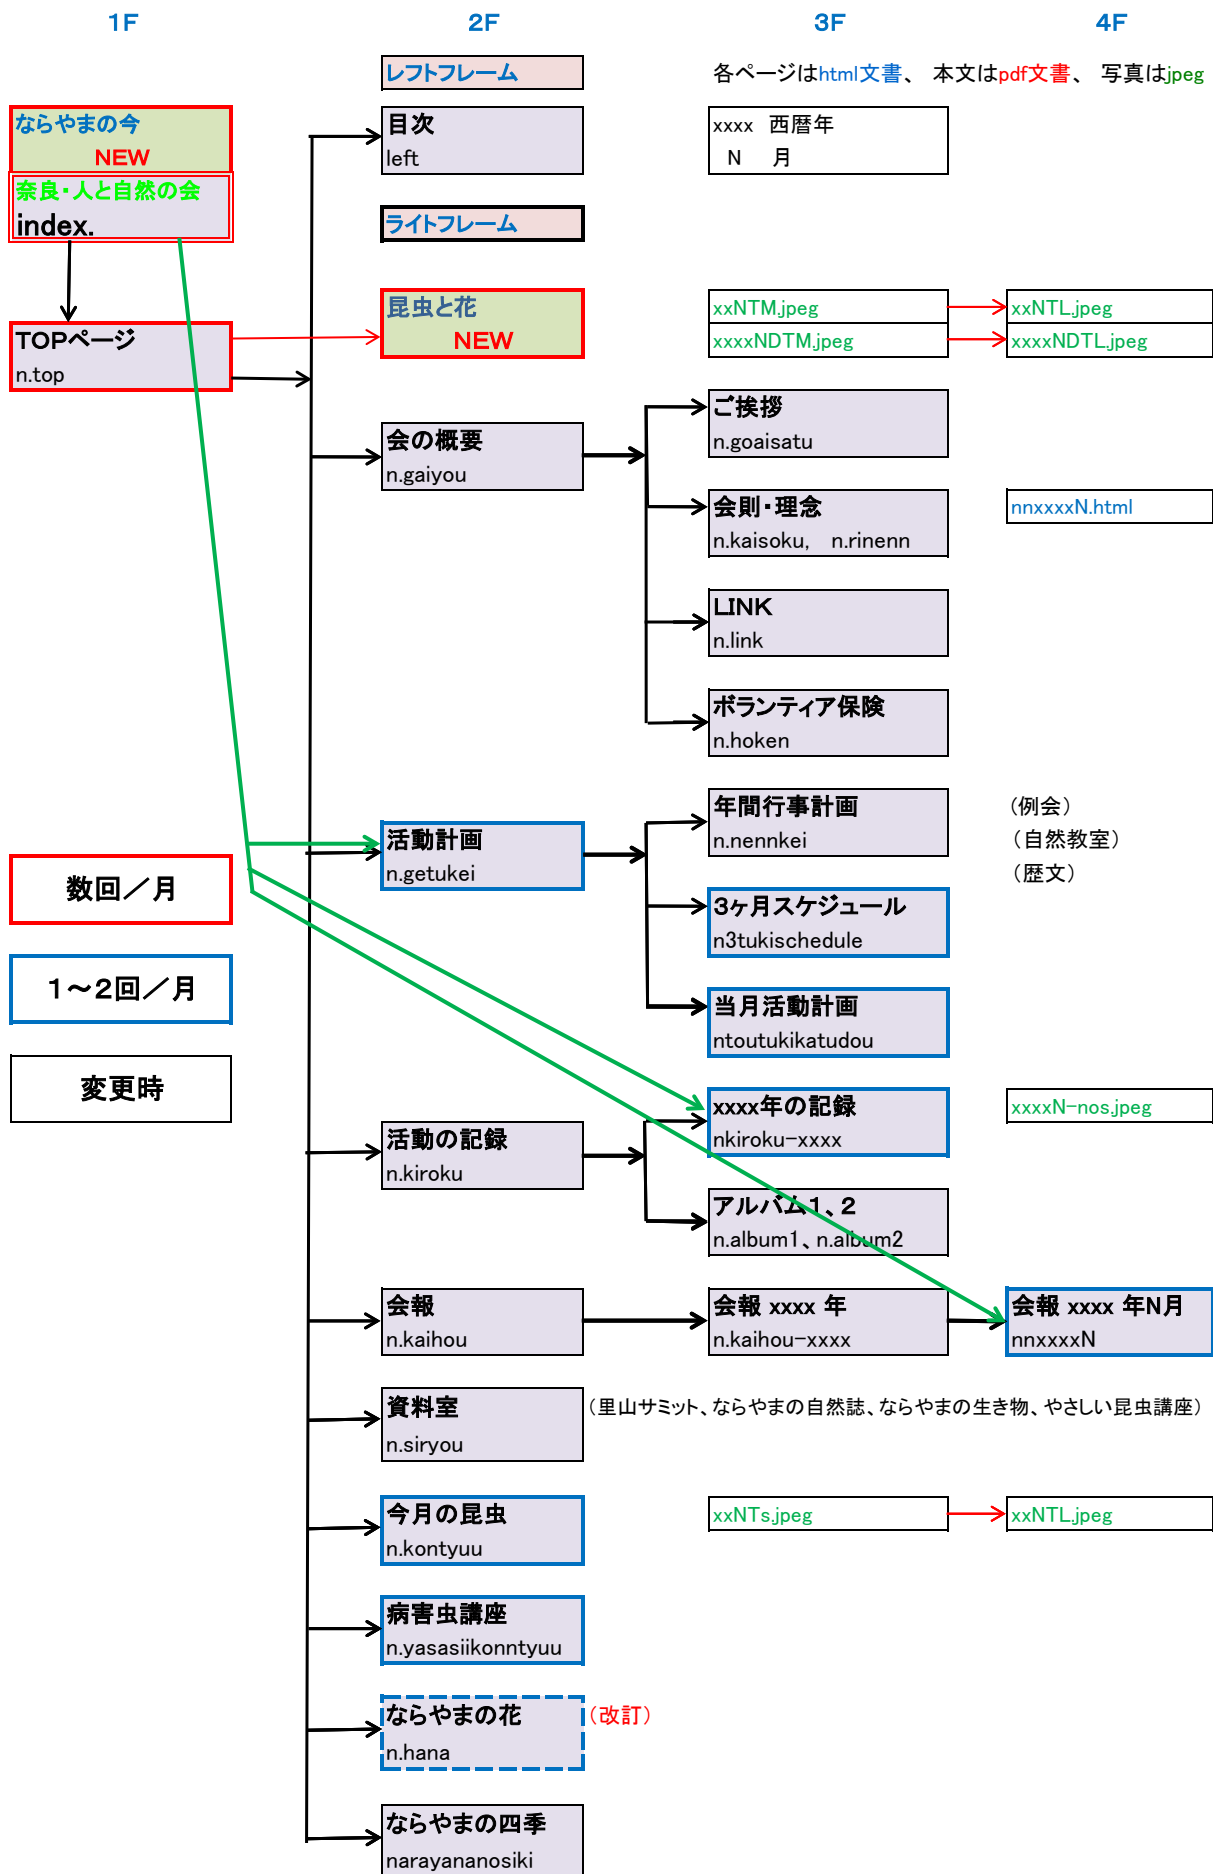 1F
2F
3F
4F
レフトフレーム
各ページはhtml文書、 本文はpdf文書、 写真はjpeg
ならやまの今
NEW
目次
left
xxxx 西暦年
N 月
奈良・人と自然の会
index.
ライトフレーム
昆虫と花
NEW
xxNTM.jpeg
xxNTL.jpeg
TOPページ
n.top
xxxxNDTM.jpeg
xxxxNDTL.jpeg
ご挨拶
n.goaisatu
会の概要
n.gaiyou
会則・理念
n.kaisoku, n.rinenn
nnxxxxN.html
LINK
n.link
ボランティア保険
n.hoken
年間行事計画
n.nennkei
（例会）
（自然教室）
（歴文）
活動計画
n.getukei
数回／月
3ヶ月スケジュール
n3tukischedule
1～2回／月
当月活動計画
ntoutukikatudou
変更時
xxxx年の記録
nkiroku-xxxx
xxxxN-nos.jpeg
活動の記録
n.kiroku
アルバム1、2
n.album1、n.album2
会報
n.kaihou
会報 xxxx 年
n.kaihou-xxxx
会報 xxxx 年N月
nnxxxxN
資料室
n.siryou
（里山サミット、ならやまの自然誌、ならやまの生き物、やさしい昆虫講座）
今月の昆虫
n.kontyuu
xxNTs.jpeg
xxNTL.jpeg
病害虫講座
n.yasasiikonntyuu
ならやまの花
n.hana
（改訂）
ならやまの四季
narayananosiki